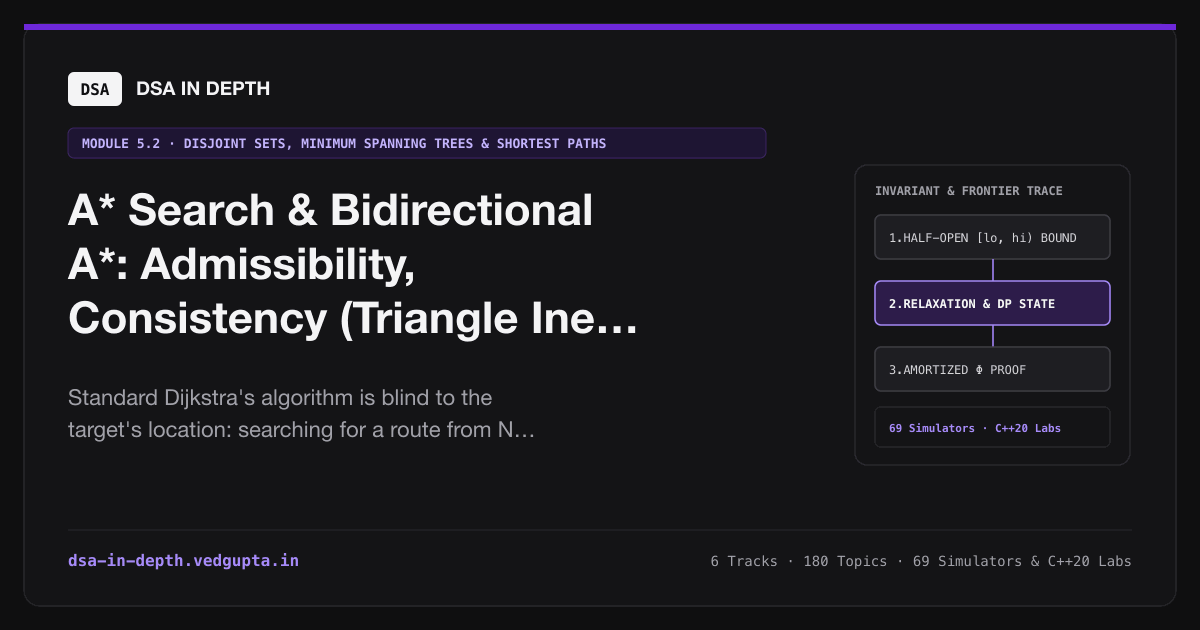 DSA
DSA IN DEPTH
MODULE 5.2 · DISJOINT SETS, MINIMUM SPANNING TREES & SHORTEST PATHS
A* Search & Bidirectional
A*: Admissibility,
Consistency (Triangle Ine…
Standard Dijkstra's algorithm is blind to the
target's location: searching for a route from N…
INVARIANT & FRONTIER TRACE
1.HALF-OPEN [lo, hi) BOUND
2.RELAXATION & DP STATE
3.AMORTIZED Φ PROOF
69 Simulators · C++20 Labs
dsa-in-depth.vedgupta.in
6 Tracks · 180 Topics · 69 Simulators & C++20 Labs